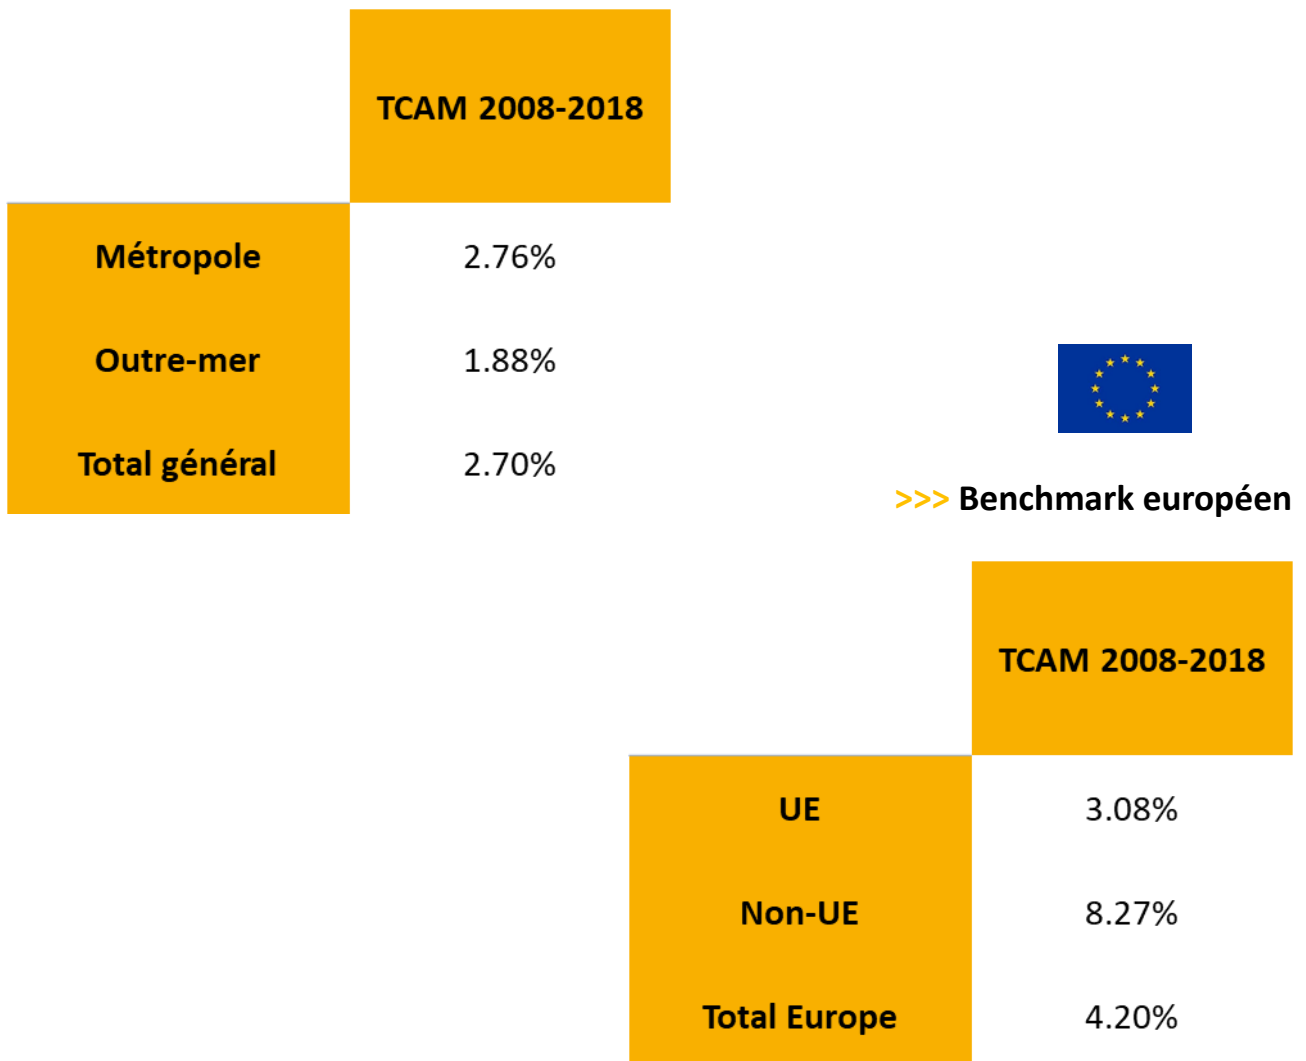 TCAM 2008-2018
Métropole 2.76%
Outre-mer 1.88%
Total général 2.70%
>>> Benchmark européen
TCAM 2008-2018
UE 3.08%
Non-UE 8.27%
Total Europe 4.20%